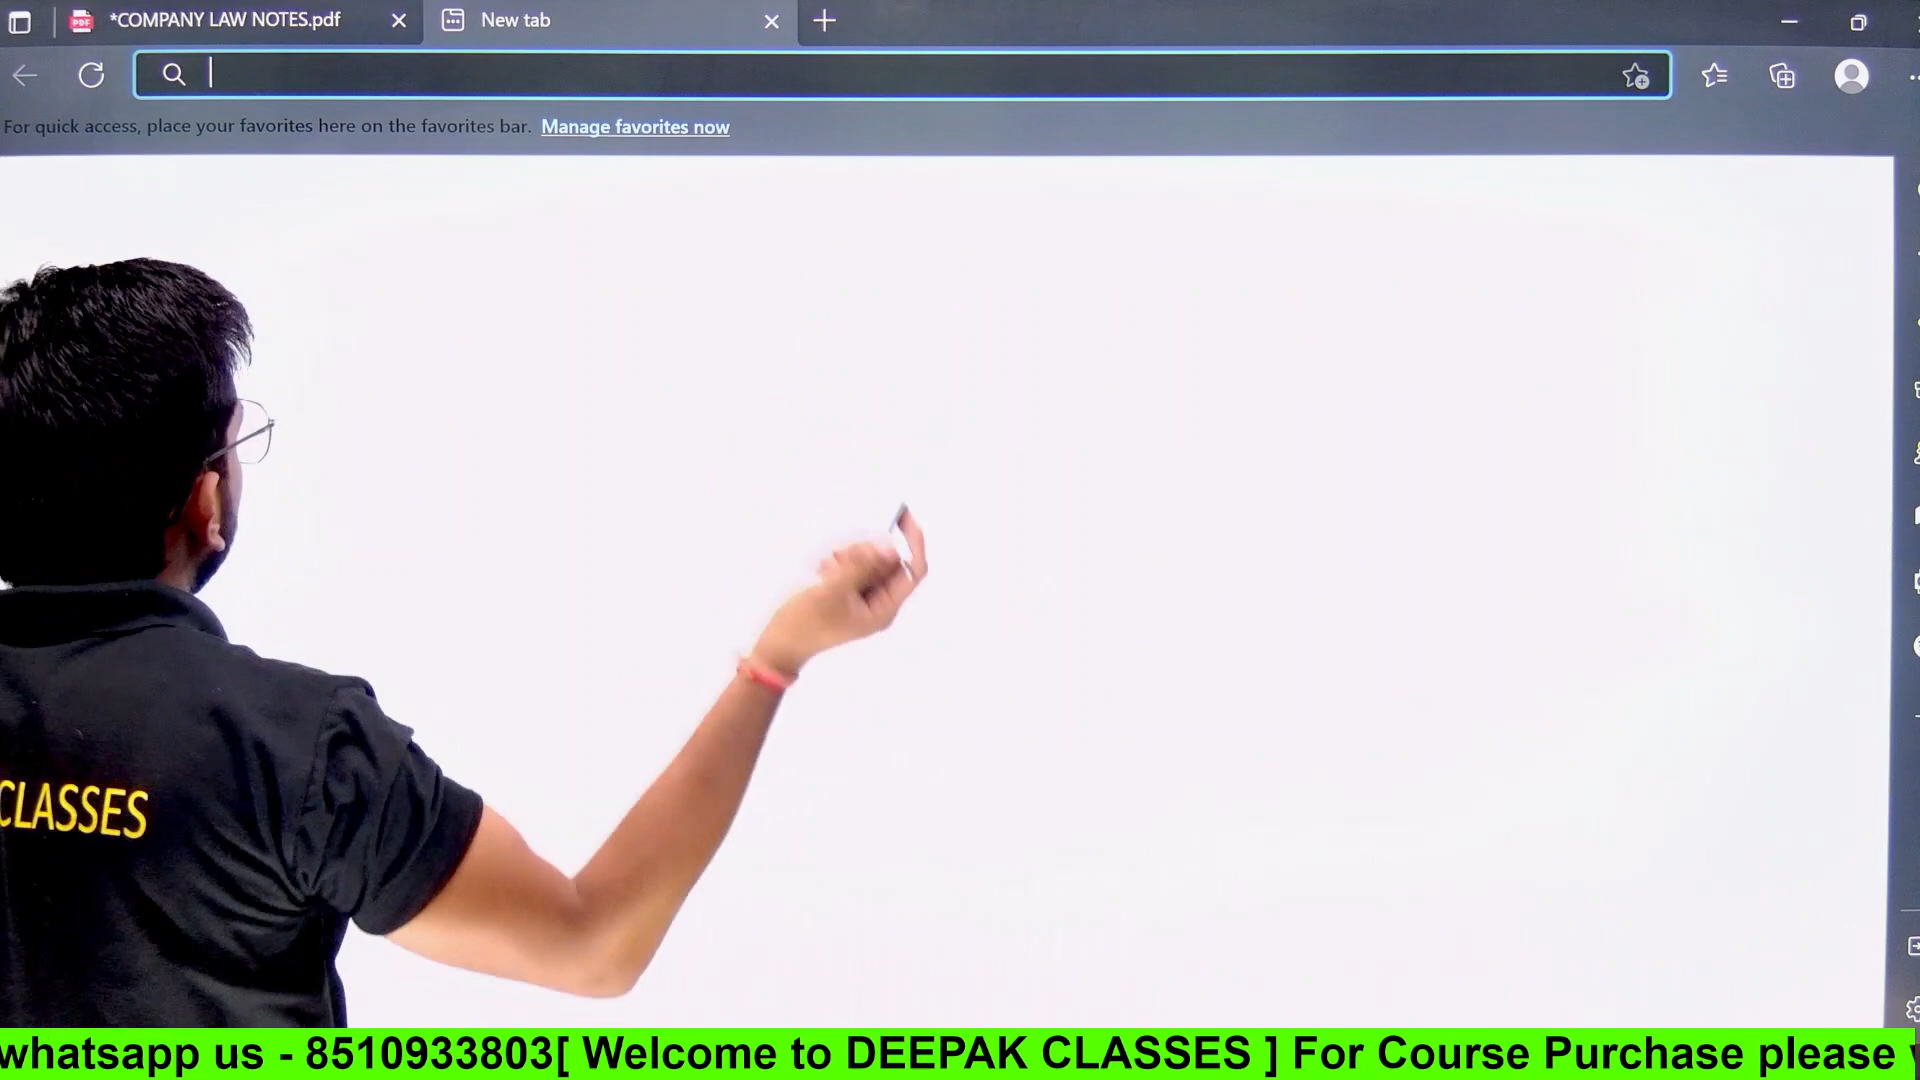 *COMPANY LAW NOTES.pdf
New tab
For quick access, place your favorites here on the favorites bar. Manage favorites now
CLASSES
whatsapp us - 8510933803[ Welcome to DEEPAK CLASSES ] For Course Purchase please